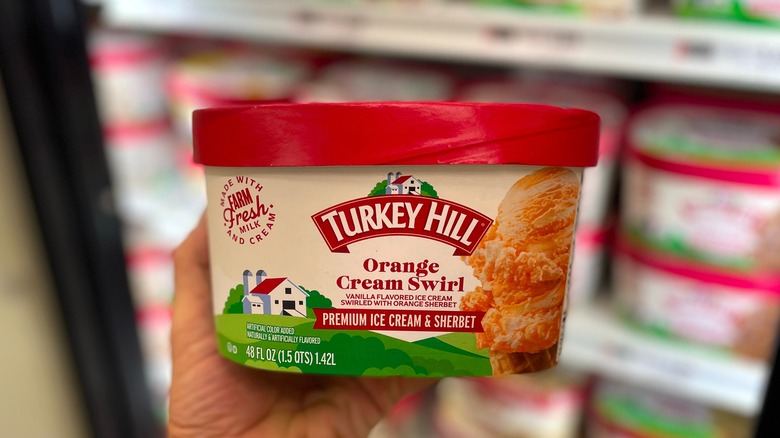 MADE WITH
FARM
Fresh
MILK
AND CREAM
TURKEY HILL
Orange
Cream Swirl
VANILLA FLAVORED ICE CREAM
SWIRLED WITH ORANGE SHERBET
PREMIUM ICE CREAM & SHERBET
ARTIFICIAL COLOR ADDED
NATURALLY & ARTIFICIALLY FLAVORED
48 FL OZ (1.5 QTS) 1.42L